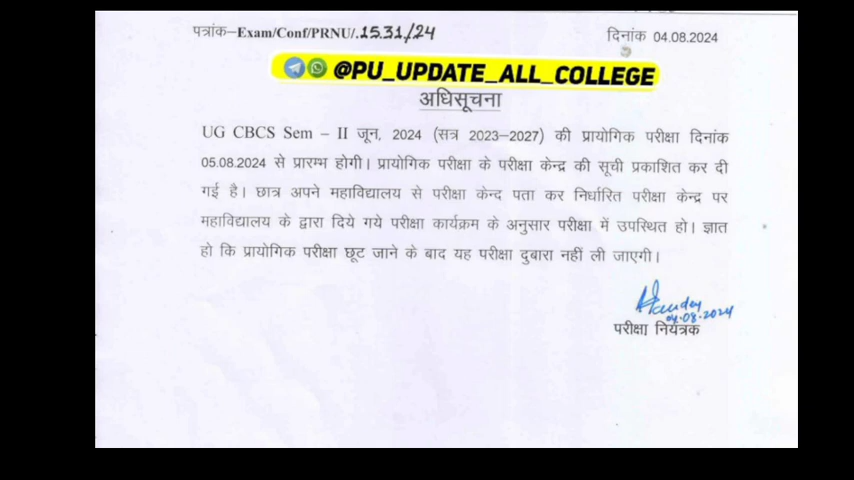 पत्रांक–Exam/Conf/PRNU/.1531/24
दिनांक 04.08.2024
@PU_UPDATE_ALL_COLLEGE
अधिसूचना
UG CBCS Sem – II जून, 2024 (सत्र 2023–2027) की प्रायोगिक परीक्षा दिनांक
05.08.2024 से प्रारम्भ होगी। प्रायोगिक परीक्षा के परीक्षा केन्द्र की सूची प्रकाशित कर दी
गई है। छात्र अपने महाविद्यालय से परीक्षा केन्द पता कर निर्धारित परीक्षा केन्द्र पर
महाविद्यालय के द्वारा दिये गये परीक्षा कार्यक्रम के अनुसार परीक्षा में उपस्थित हो। ज्ञात
हो कि प्रायोगिक परीक्षा छूट जाने के बाद यह परीक्षा दुबारा नहीं ली जाएगी।
04.08.2024
परीक्षा नियंत्रक